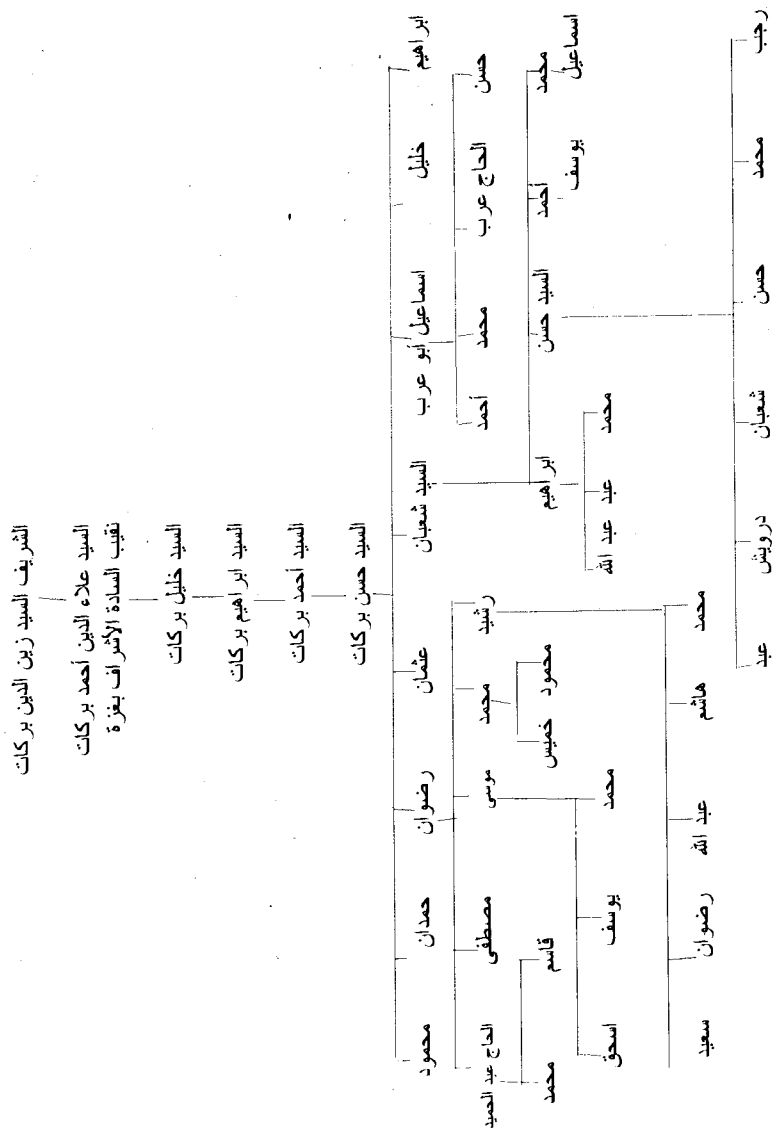 الشريف السيد زين الدين بركات
السيد علاء الدين أحمد بركات
نقيب السادة الأشراف بغزة
السيد خليل بركات
السيد ابراهيم بركات
السيد أحمد بركات
السيد حسن بركات
ابراهيم خليل اسماعيل أبو عرب السيد شعبان عثمان رضوان حمدان محمود
حسن الحاج عرب محمد أحمد رشيد محمد موسى مصطفى الحاج عبد الحميد
محمد أحمد السيد حسن ابراهيم محمود خميس قاسم محمد
اسماعيل يوسف محمد عيد عبد الله محمد يوسف اسحق
محمد هاشم عبد الله رضوان سعيد
رجب محمد حسن شعبان درويش عبد